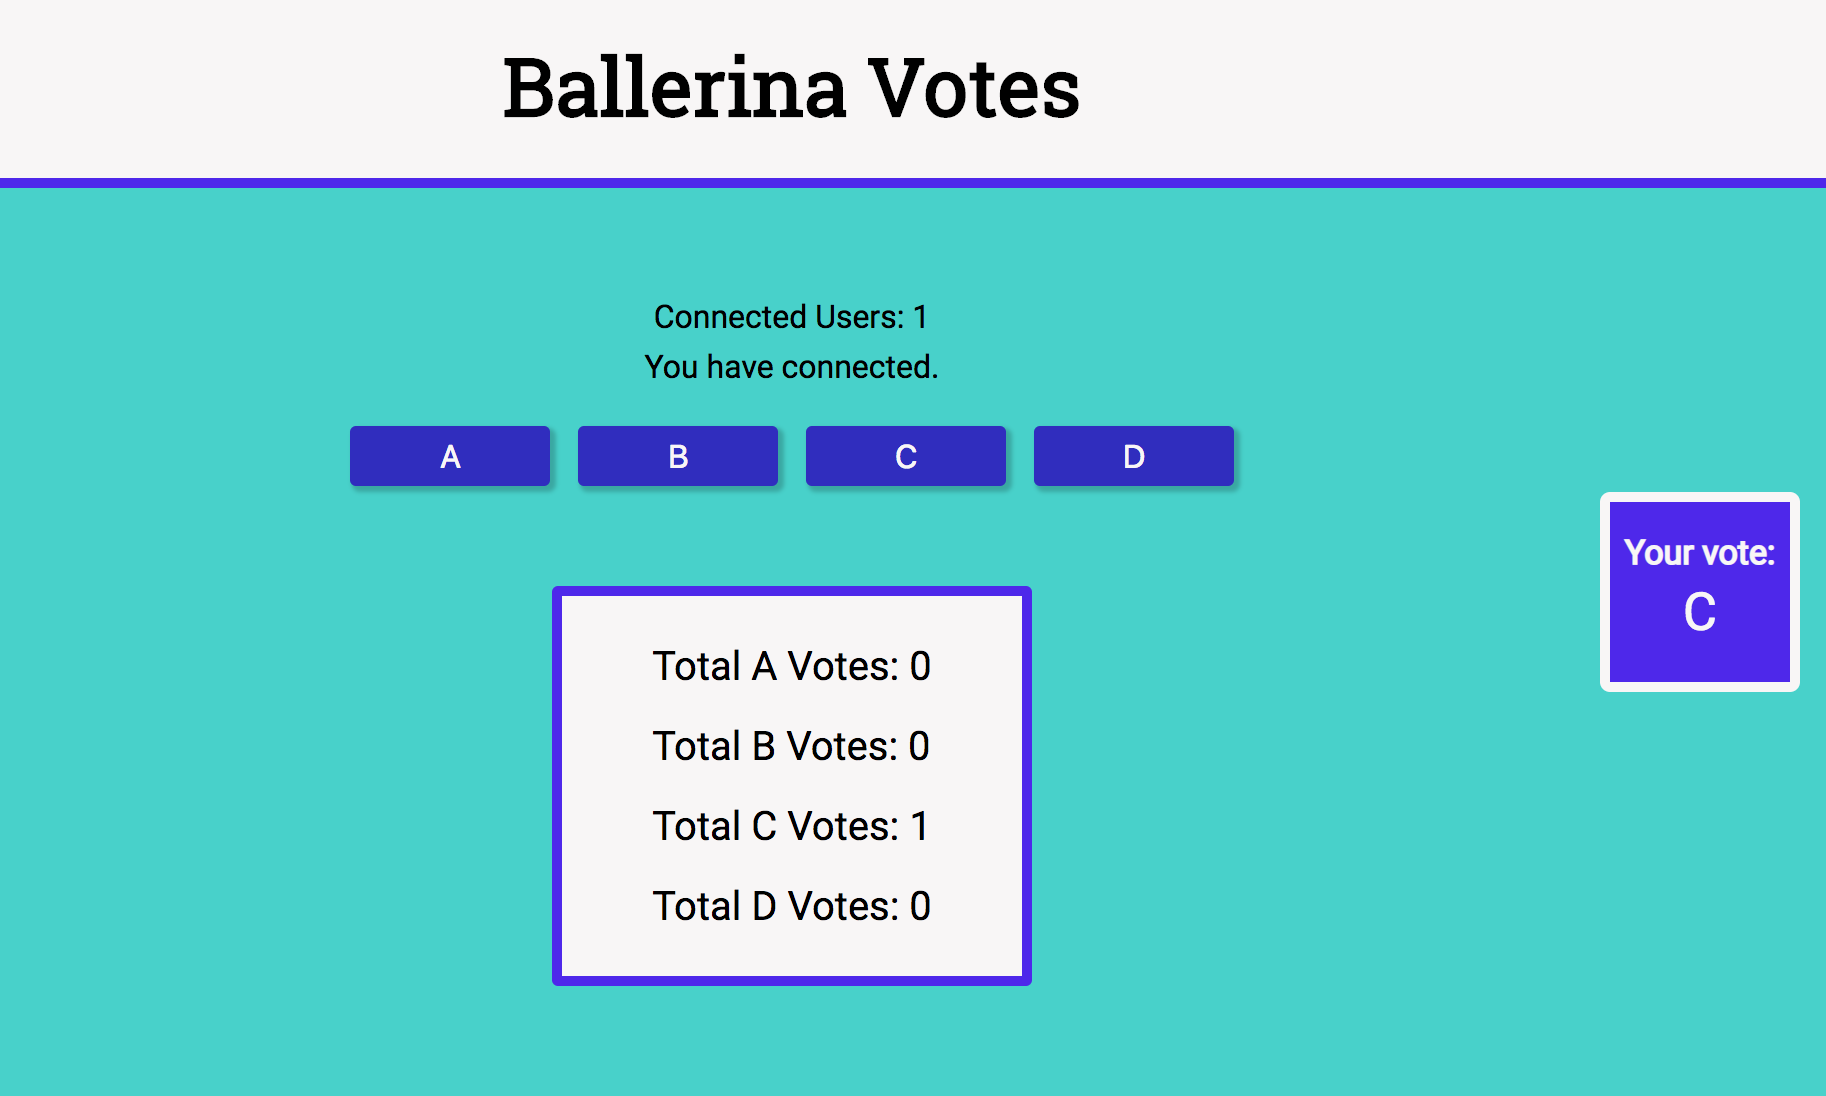 Ballerina Votes
Connected Users: 1
You have connected.
A B C D
Your vote:
C
Total A Votes: 0
Total B Votes: 0
Total C Votes: 1
Total D Votes: 0